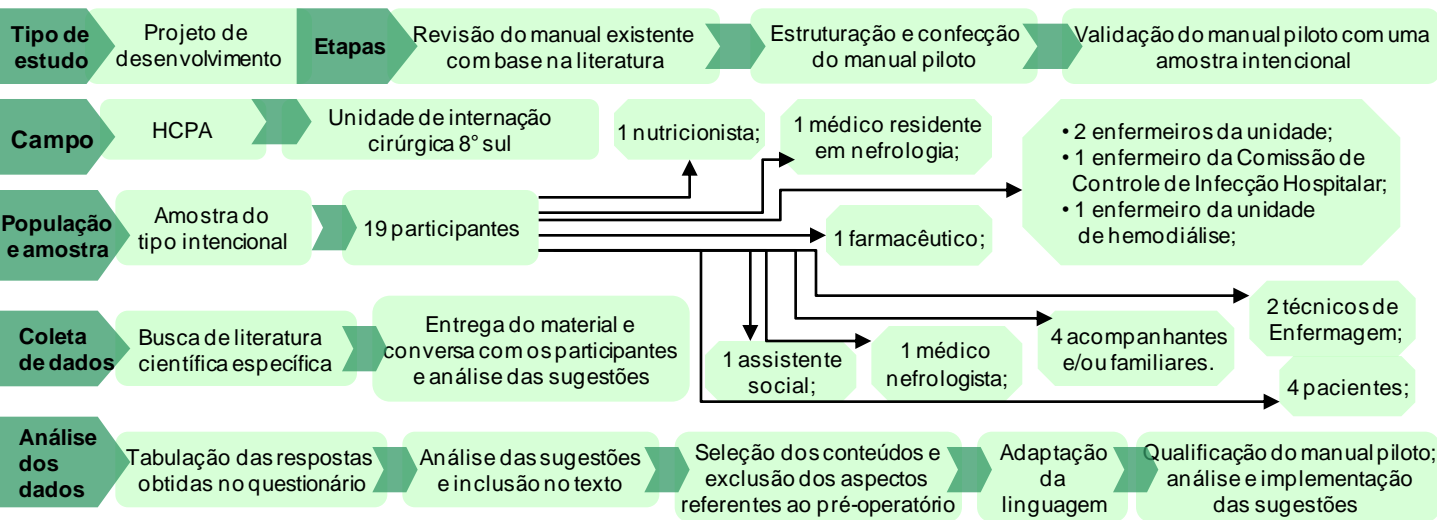 Tipo de
estudo
Projeto de
desenvolvimento
Etapas
Revisão do manual existente
com base na literatura
Estruturação e confecção
do manual piloto
Validação do manual piloto com uma
amostra intencional
Campo
HCPA
Unidade de internação
cirúrgica 8° sul
1 nutricionista;
1 médico residente
em nefrologia;
• 2 enfermeiros da unidade;
• 1 enfermeiro da Comissão de
Controle de Infecção Hospitalar;
• 1 enfermeiro da unidade
de hemodiálise;
População
e amostra
Amostra do
tipo intencional
19 participantes
1 farmacêutico;
2 técnicos de
Enfermagem;
Coleta
de dados
Busca de literatura
científica específica
Entrega do material e
conversa com os participantes
e análise das sugestões
1 assistente
social;
1 médico
nefrologista;
4 acompanhantes
e/ou familiares.
4 pacientes;
Análise
dos
dados
Tabulação das respostas
obtidas no questionário
Análise das sugestões
e inclusão no texto
Seleção dos conteúdos e
exclusão dos aspectos
referentes ao pré-operatório
Adaptação
da
linguagem
Qualificação do manual piloto;
análise e implementação
das sugestões